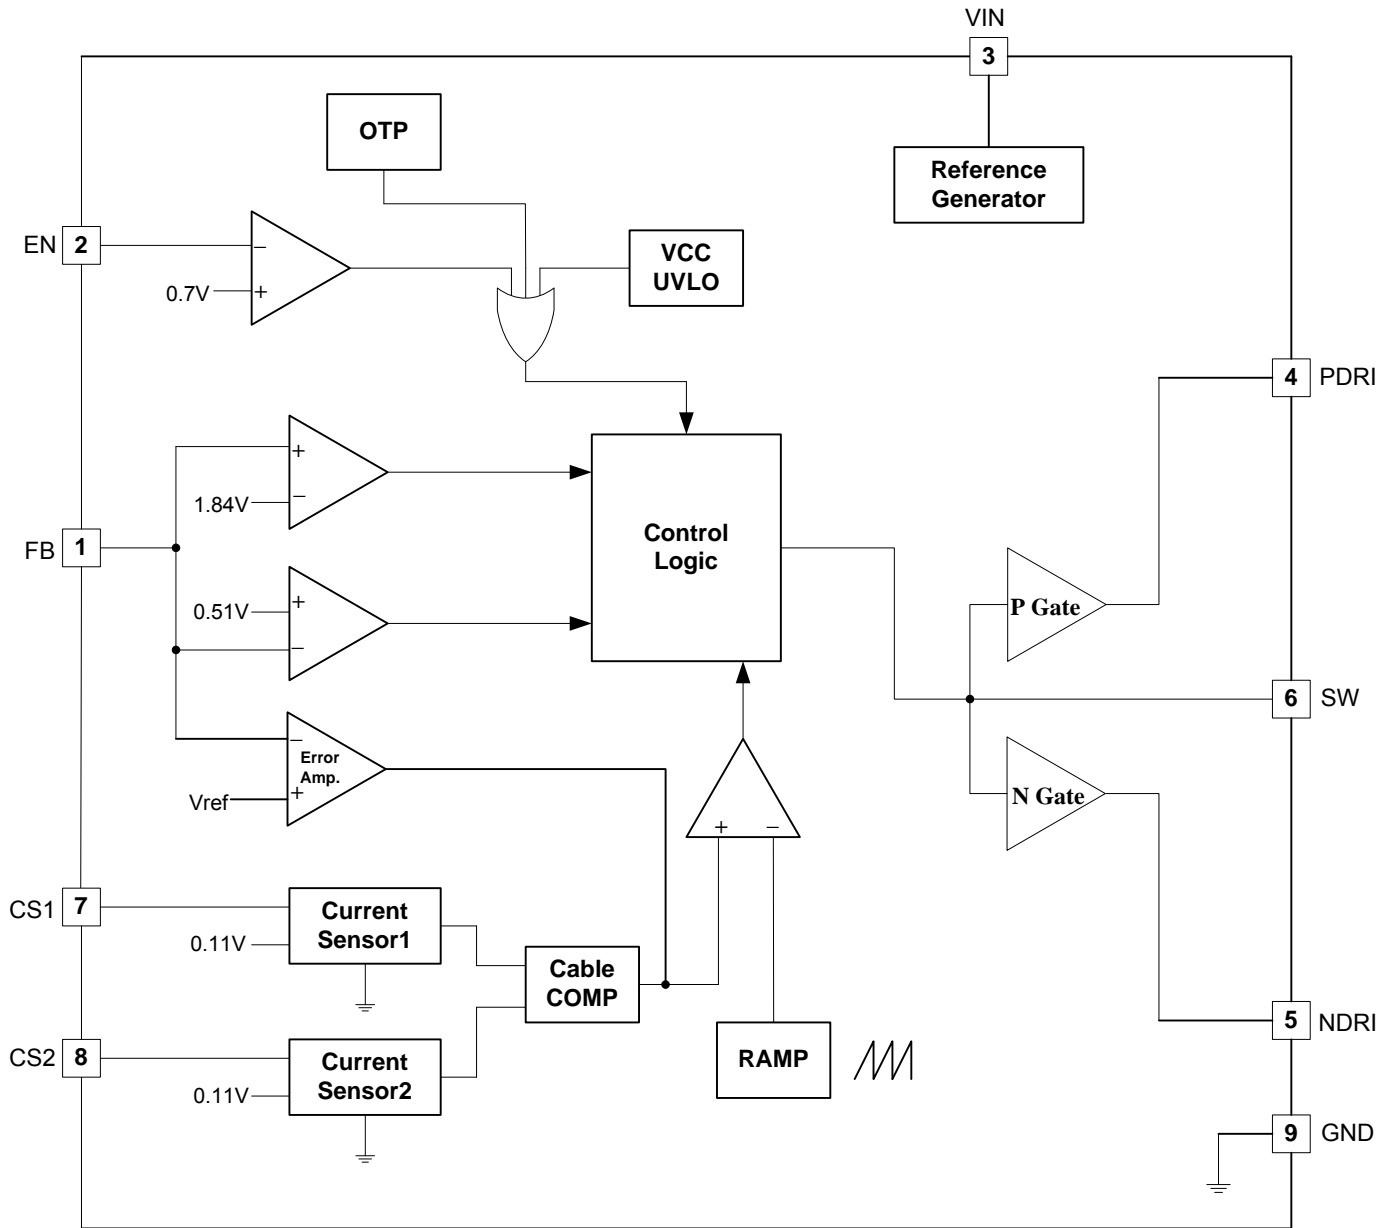 VIN
3
OTP
Reference
Generator
EN
2
−
0.7V
+
VCC
UVLO
4
PDRI
+
1.84V
−
FB
1
Control
Logic
0.51V
+
−
P Gate
6
SW
−
Error
Amp.
Vref
+
N Gate
+
−
CS1
7
Current
Sensor1
0.11V
Cable
COMP
5
NDRI
CS2
8
Current
Sensor2
0.11V
RAMP
9
GND